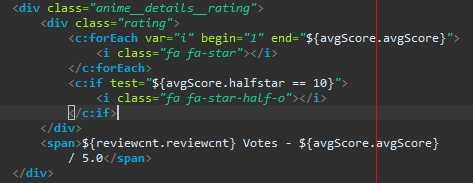 <div class="anime__details__rating">
<div class="rating">
<c:forEach var="i" begin="1" end="${avgScore.avgScore}">
<i class="fa fa-star"></i>
</c:forEach>
<c:if test="${avgScore.halfstar == 10}">
<i class="fa fa-star-half-o"></i>
</c:if>
</div>
<span>${reviewcnt.reviewcnt} Votes - ${avgScore.avgScore}
/ 5.0</span>
</div>